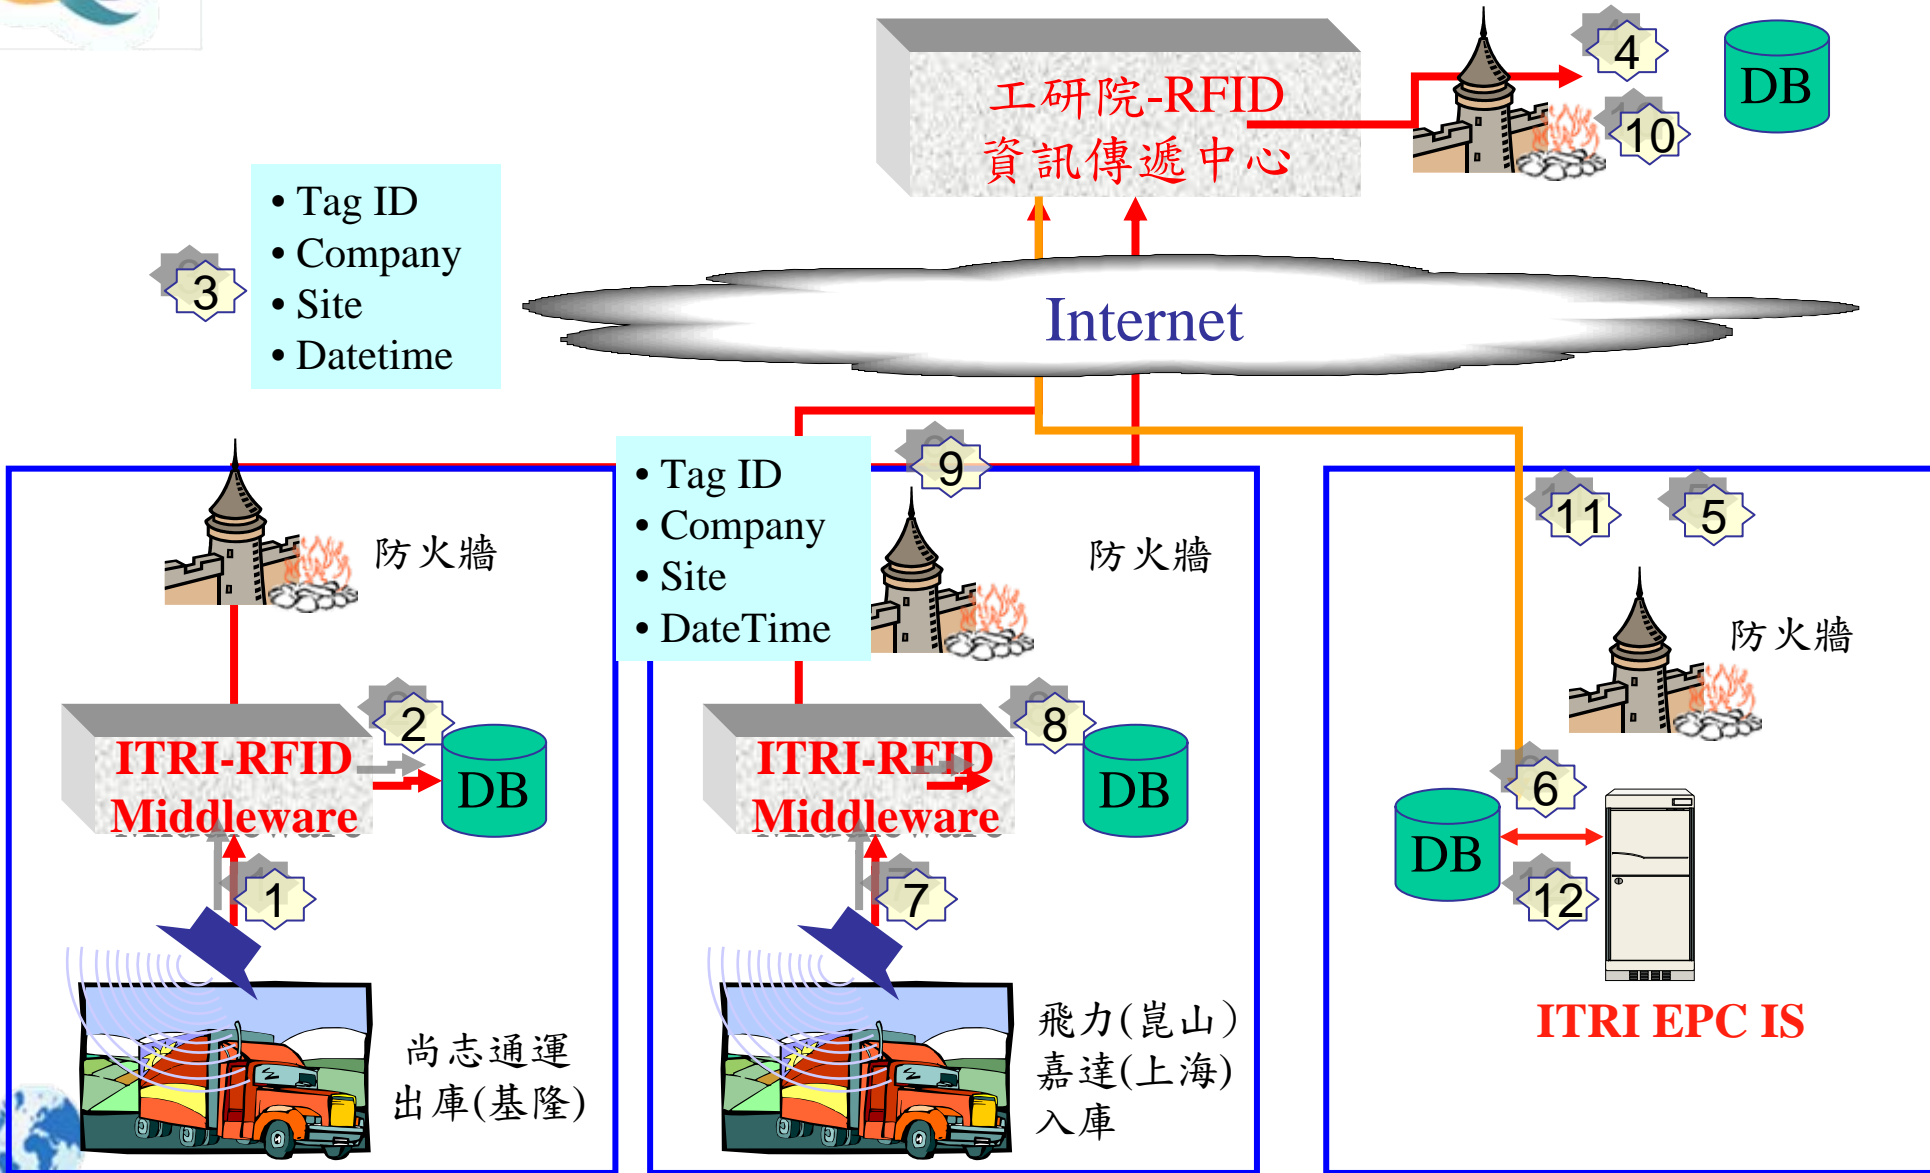 工研院-RFID
資訊傳遞中心
4
10
DB
3
• Tag ID
• Company
• Site
• Datetime
Internet
9
• Tag ID
• Company
• Site
• DateTime
防火牆
防火牆
11
5
防火牆
2
ITRI-RFID
Middleware
DB
8
ITRI-RFID
Middleware
DB
6
DB
12
1
7
ITRI EPC IS
尚志通運
出庫(基隆)
飛力(崑山）
嘉達(上海)
入庫